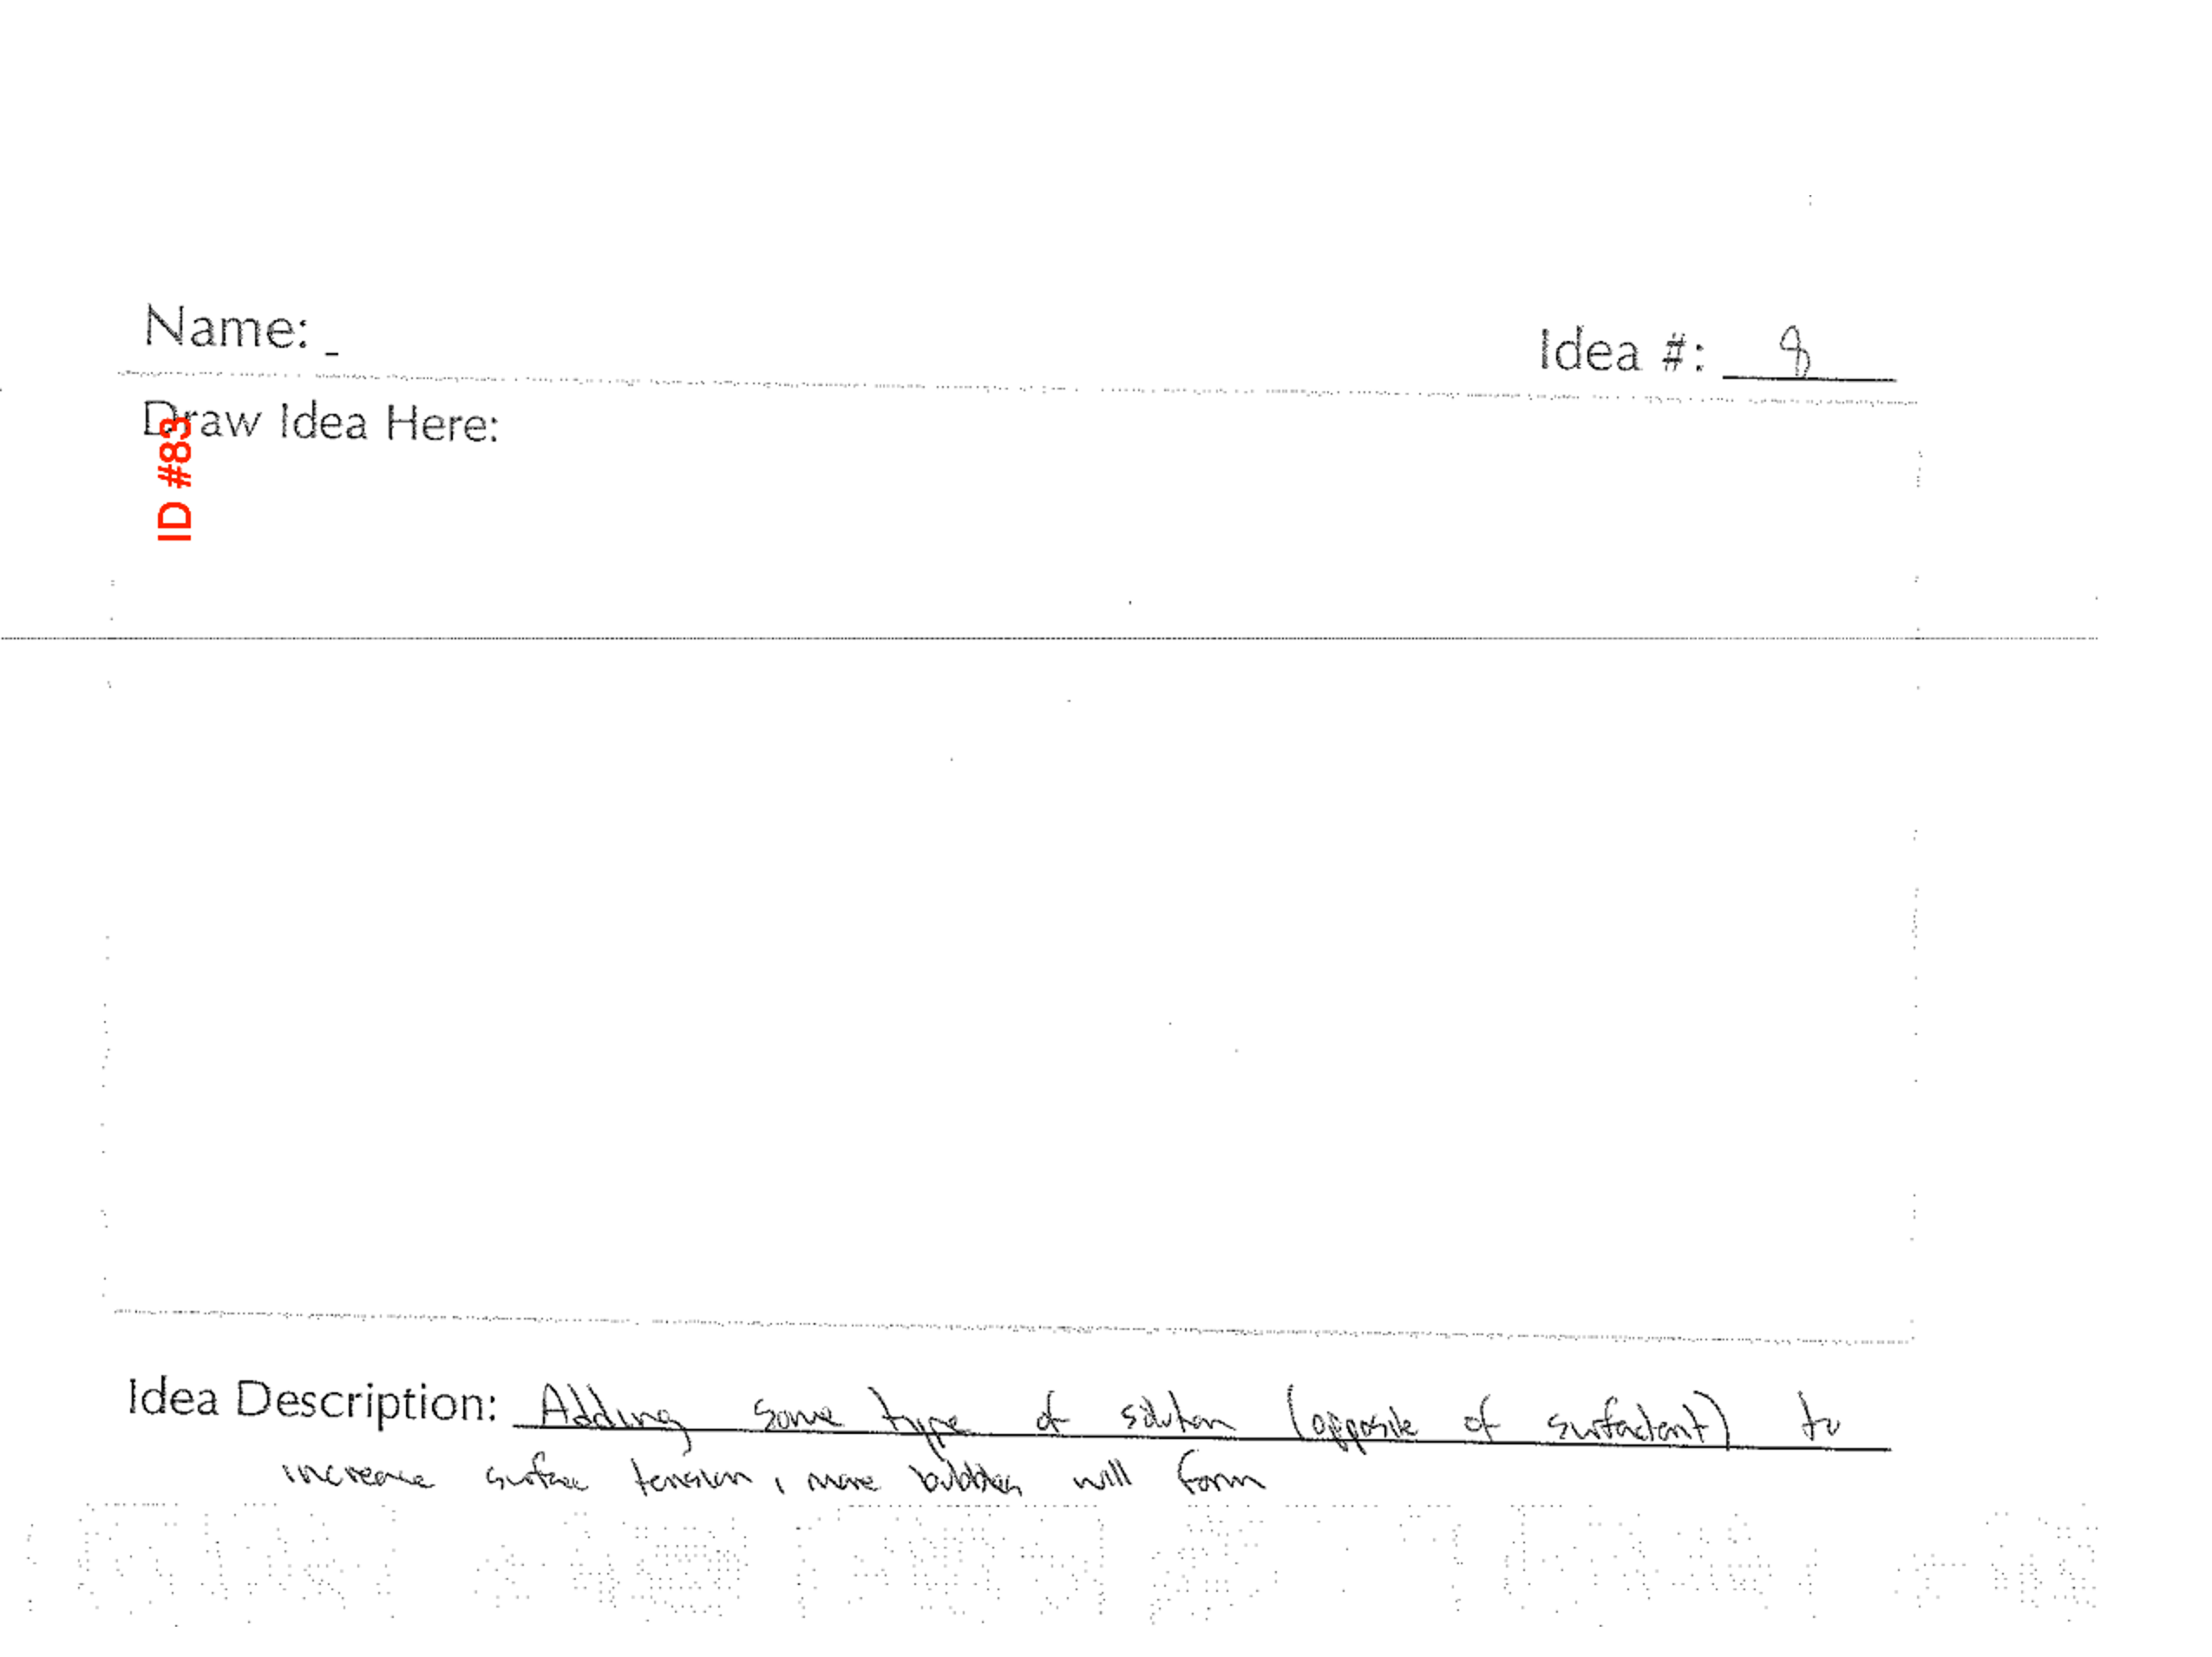 Name:
Idea #: 8
Draw Idea Here:
ID #83
Idea Description: Adding some type of solution (opposite of surfactant) to
increase surface tension, more bubbles will form